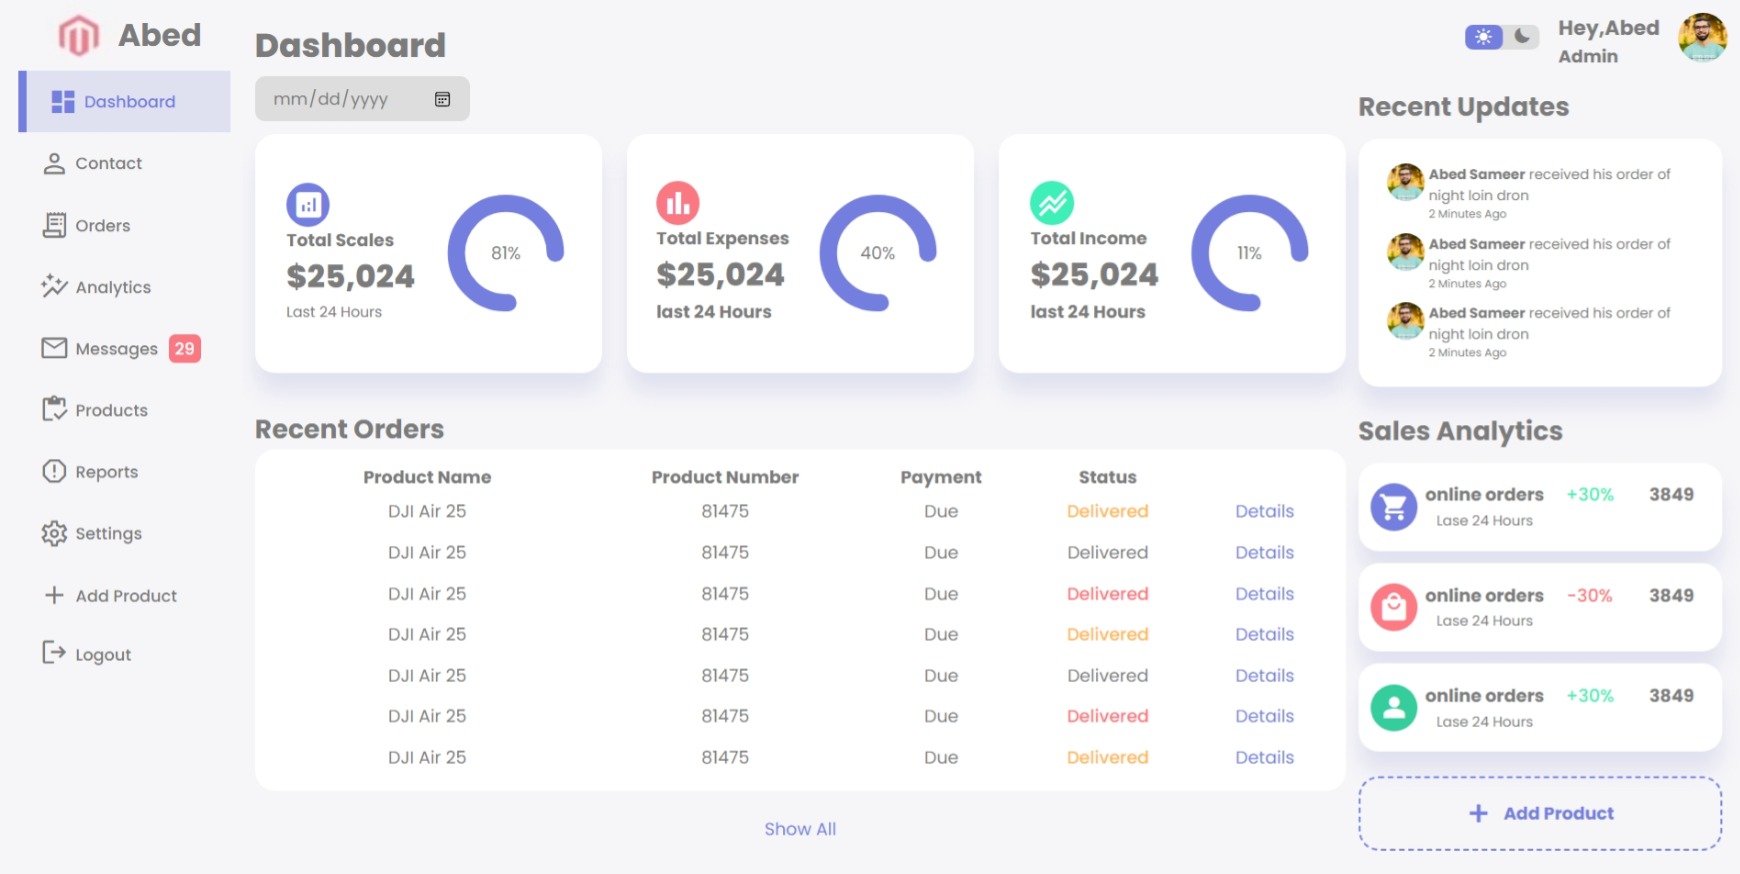 Abed
Dashboard
Contact
Orders
Analytics
Messages 29
Products
Reports
Settings
Add Product
Logout
Dashboard
mm/dd/yyyy
Total Scales
$25,024
Last 24 Hours
81%
Total Expenses
$25,024
last 24 Hours
40%
Total Income
$25,024
last 24 Hours
11%
Recent Orders
Product Name Product Number Payment Status
DJI Air 25 81475 Due Delivered Details
DJI Air 25 81475 Due Delivered Details
DJI Air 25 81475 Due Delivered Details
DJI Air 25 81475 Due Delivered Details
DJI Air 25 81475 Due Delivered Details
DJI Air 25 81475 Due Delivered Details
DJI Air 25 81475 Due Delivered Details
Show All
Hey,Abed
Admin
Recent Updates
Abed Sameer received his order of
night loin dron
2 Minutes Ago
Abed Sameer received his order of
night loin dron
2 Minutes Ago
Abed Sameer received his order of
night loin dron
2 Minutes Ago
Sales Analytics
online orders +30% 3849
Lase 24 Hours
online orders -30% 3849
Lase 24 Hours
online orders +30% 3849
Lase 24 Hours
Add Product